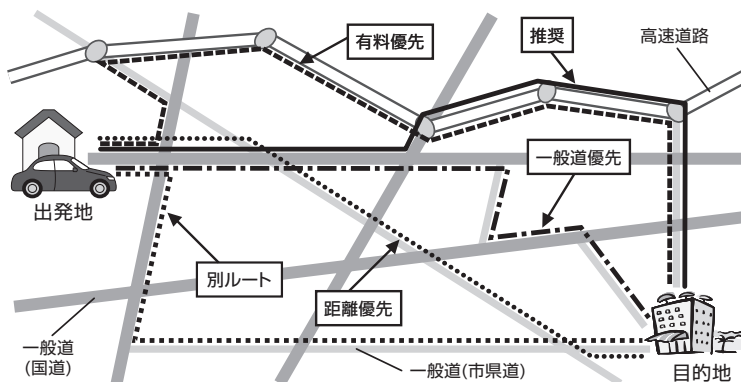 有料優先
推奨
高速道路
一般道優先
出発地
別ルート
距離優先
一般道
(国道)
一般道(市県道)
目的地